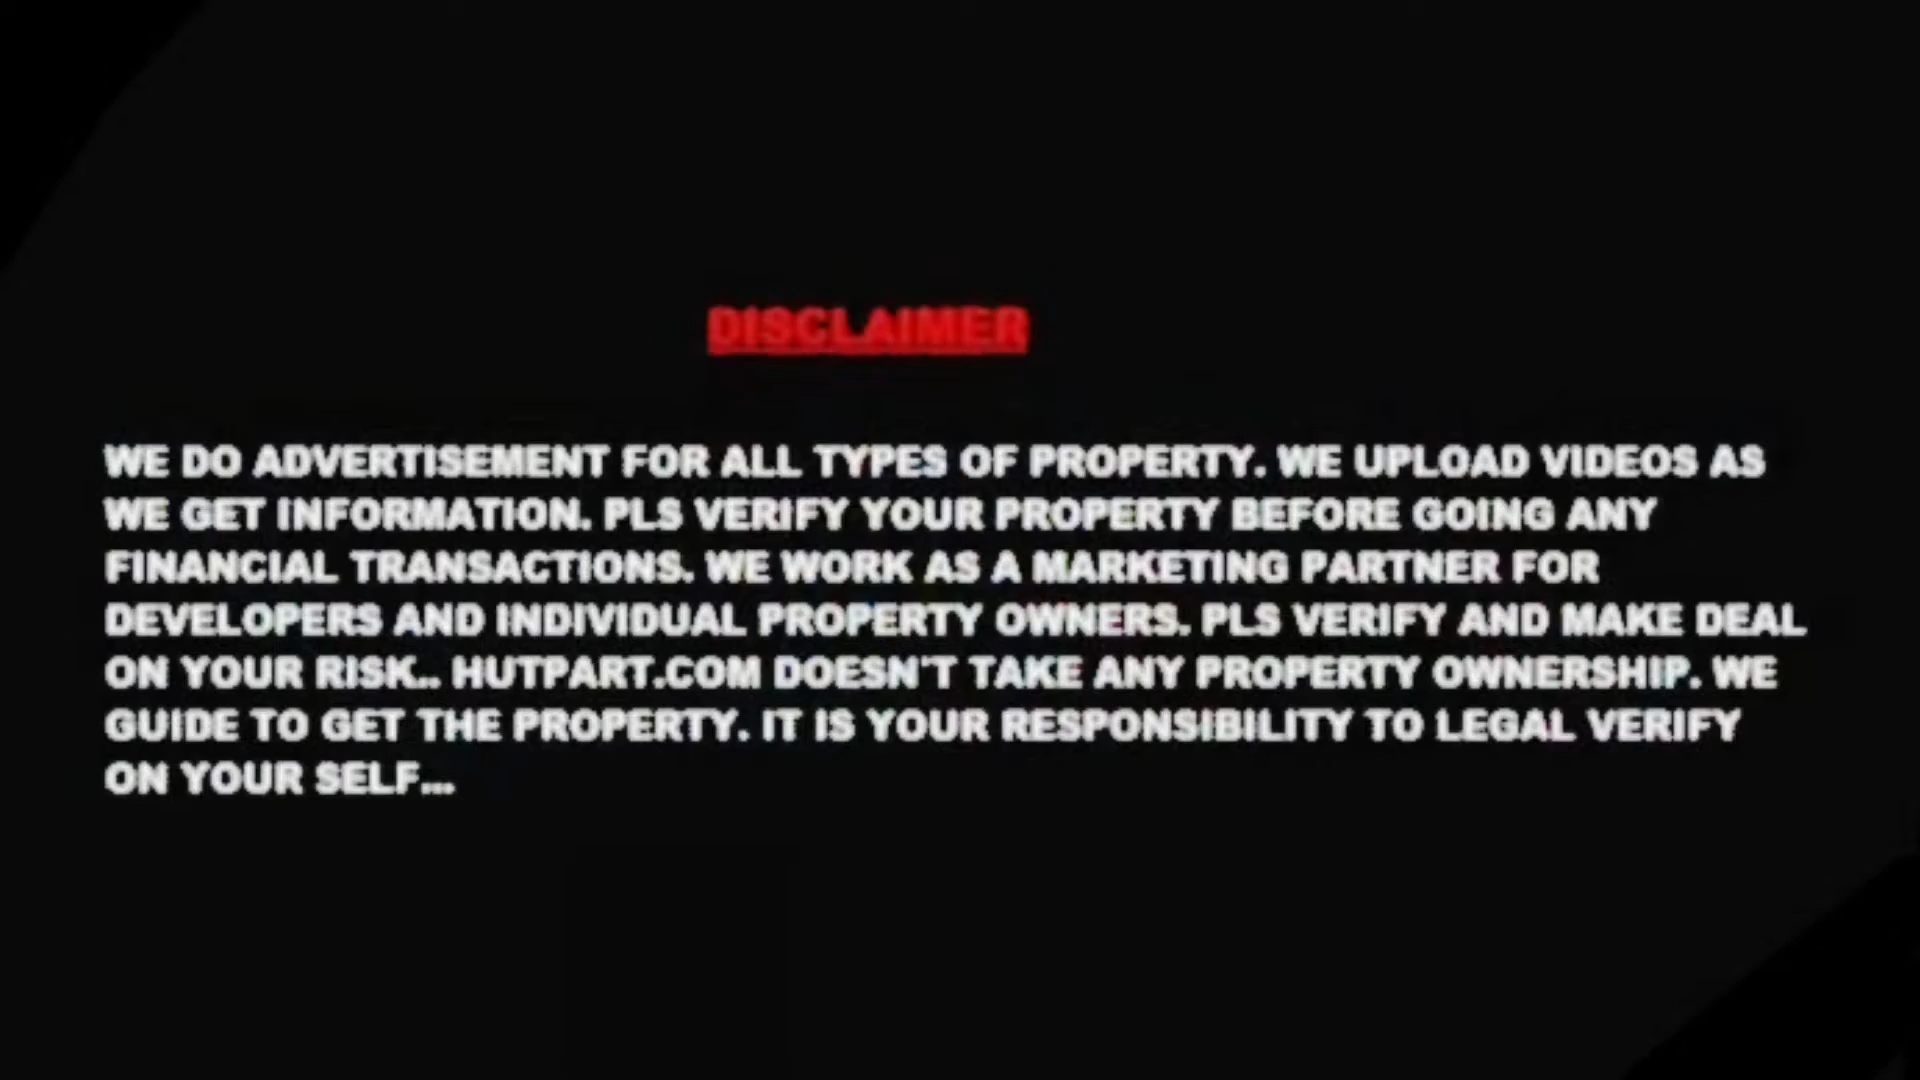 DISCLAIMER
WE DO ADVERTISEMENT FOR ALL TYPES OF PROPERTY. WE UPLOAD VIDEOS AS
WE GET INFORMATION. PLS VERIFY YOUR PROPERTY BEFORE GOING ANY
FINANCIAL TRANSACTIONS. WE WORK AS A MARKETING PARTNER FOR
DEVELOPERS AND INDIVIDUAL PROPERTY OWNERS. PLS VERIFY AND MAKE DEAL
ON YOUR RISK.. HUTPART.COM DOESN'T TAKE ANY PROPERTY OWNERSHIP. WE
GUIDE TO GET THE PROPERTY. IT IS YOUR RESPONSIBILITY TO LEGAL VERIFY
ON YOUR SELF...